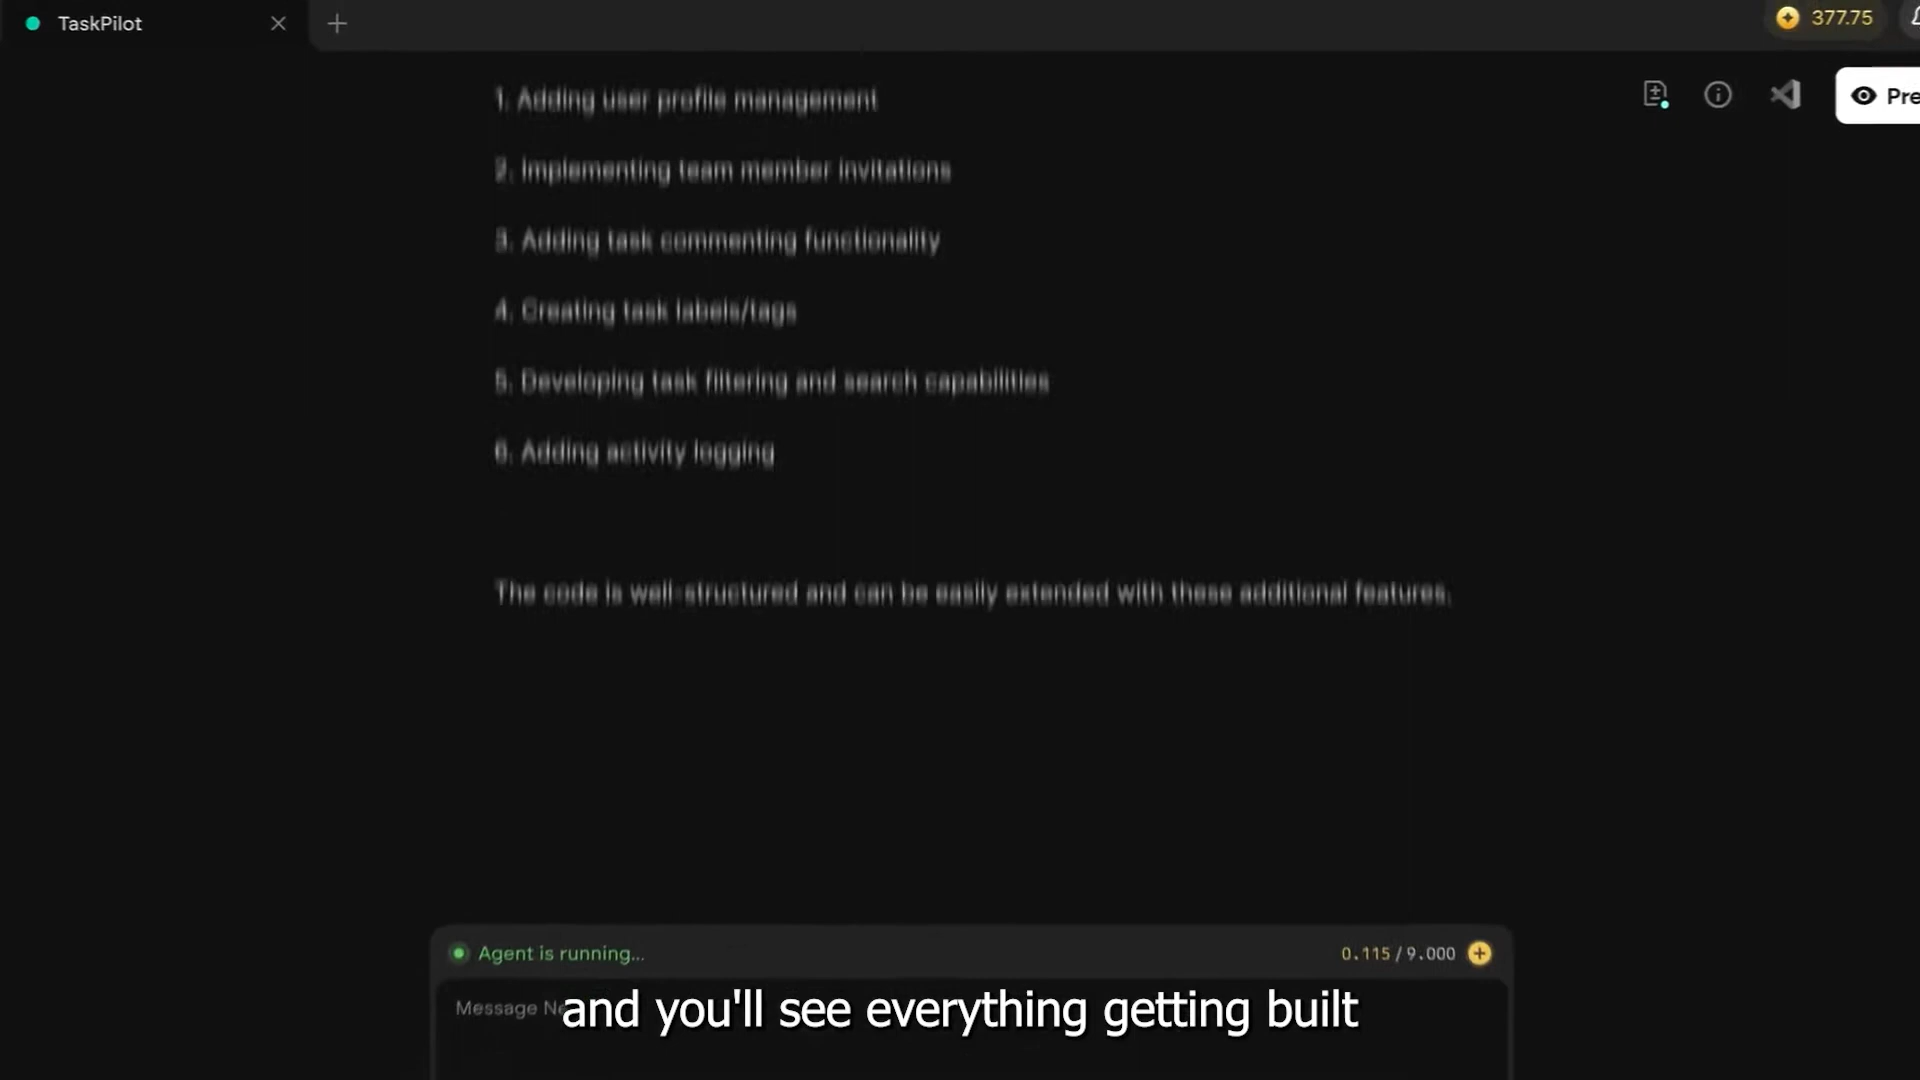 TaskPilot
377.75
1. Adding user profile management
Pre
2. Implementing team member invitations
3. Adding task commenting functionality
4. Creating task labels/tags
5. Developing task filtering and search capabilities
6. Adding activity logging
The code is well-structured and can be easily extended with these additional features.
Agent is running...
0.115 / 9.000
Message Ne
and you'll see everything getting built